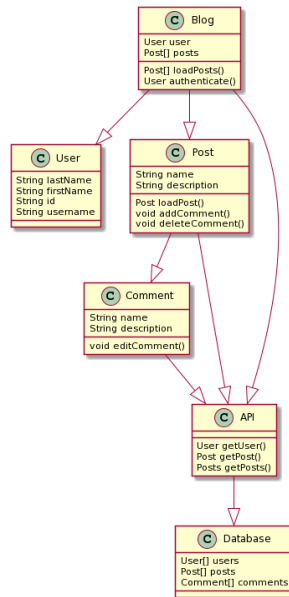 C Blog
User user
Post[] posts
Post[] loadPosts()
User authenticate()
C User
String lastName
String firstName
String id
String username
C Post
String name
String description
Post loadPost()
void addComment()
void deleteComment()
C Comment
String name
String description
void editComment()
C API
User getUser()
Post getPost()
Posts getPosts()
C Database
User[] users
Post[] posts
Comment[] comments